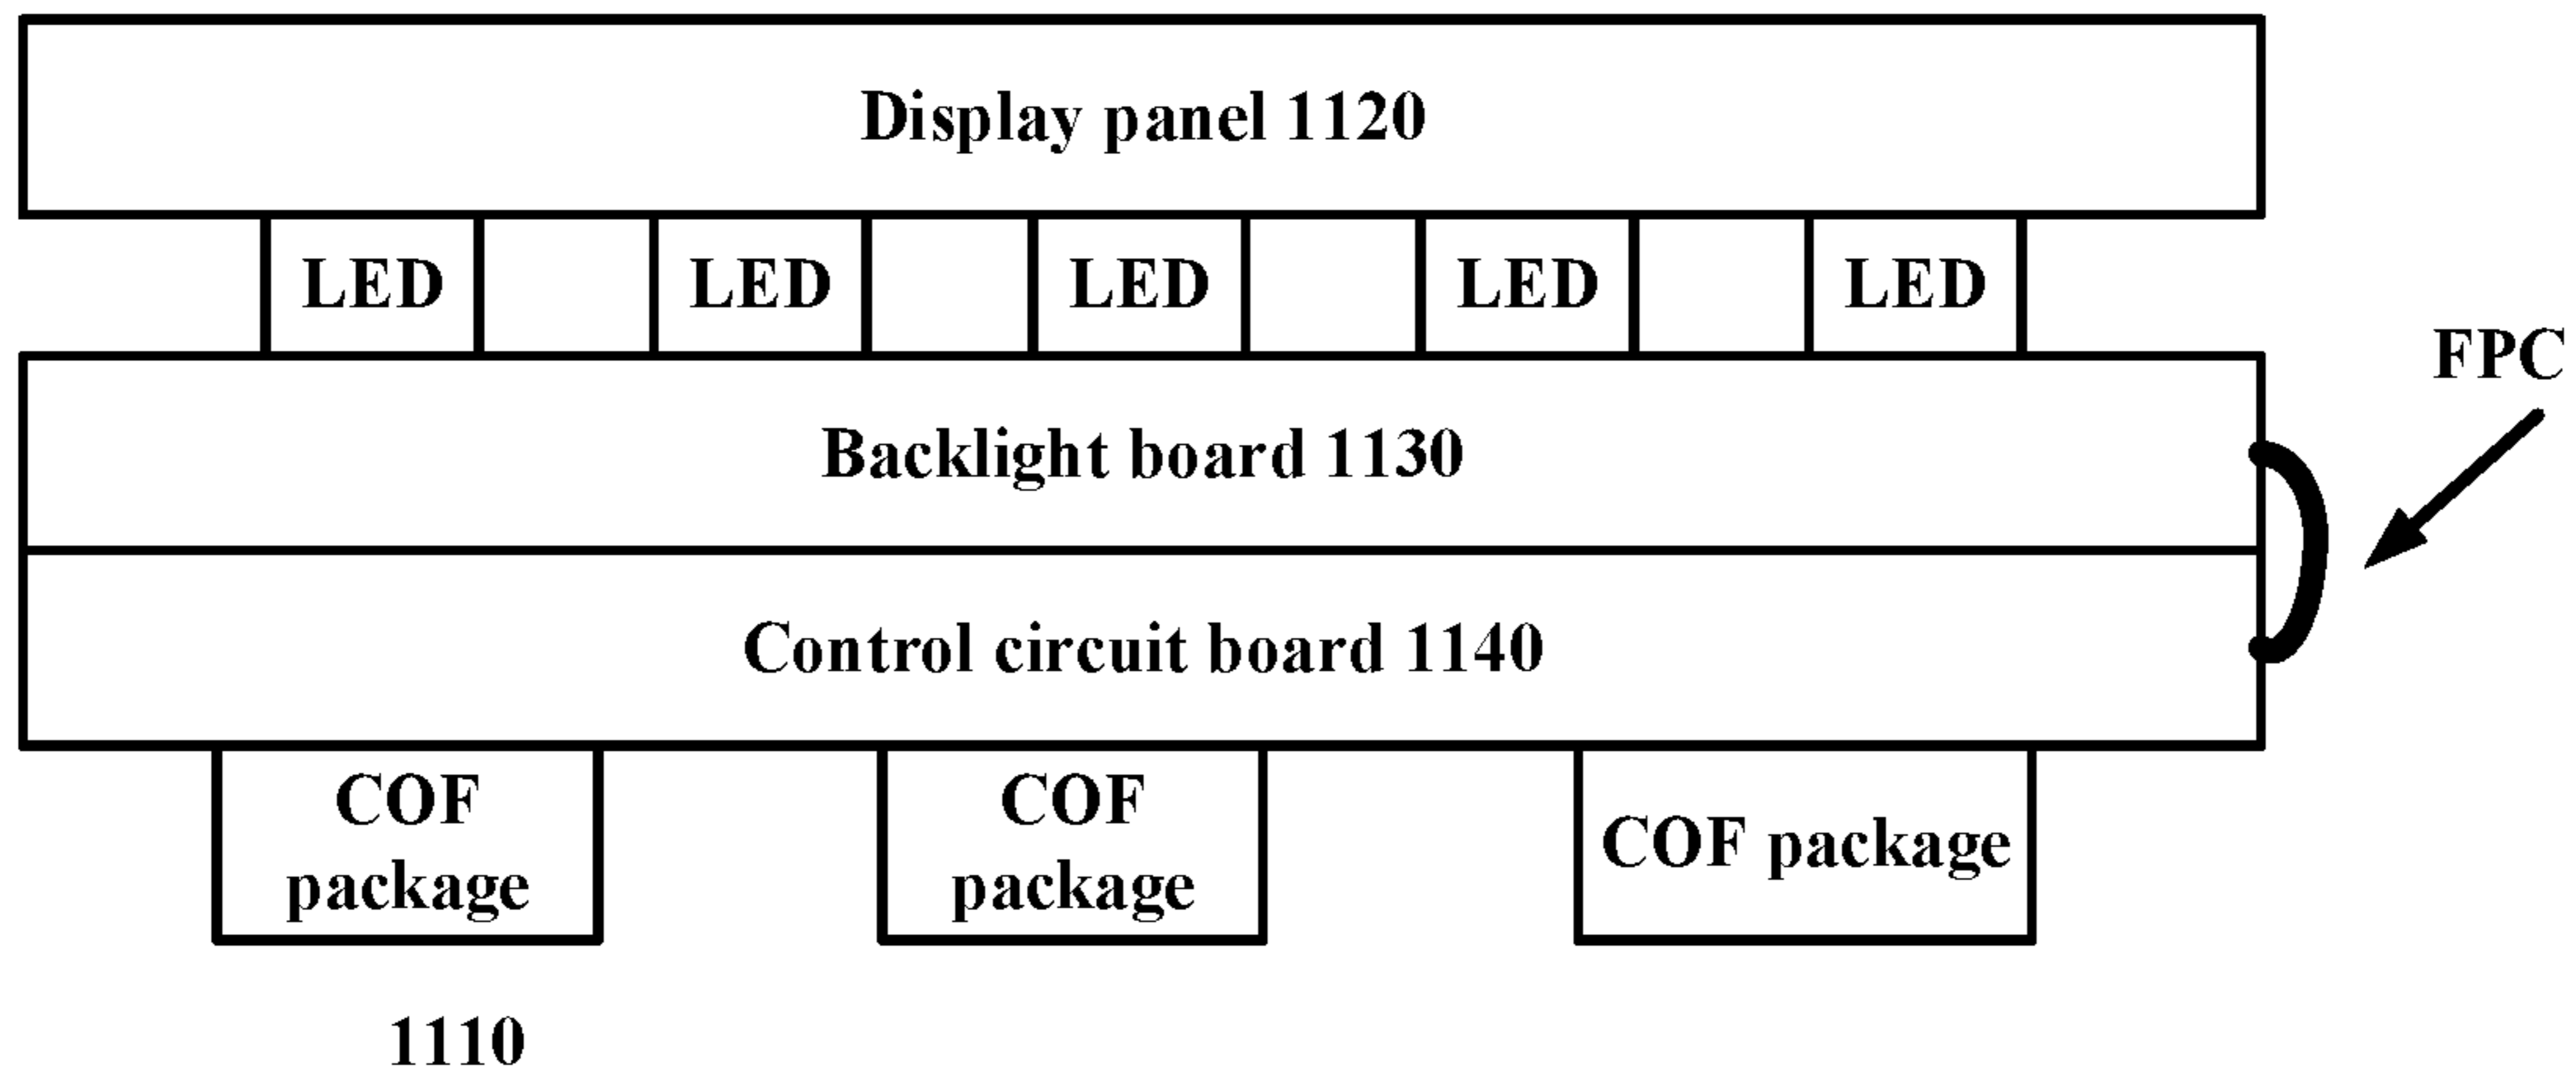 Display panel 1120
LED LED LED LED LED
FPC
Backlight board 1130
Control circuit board 1140
COF
package
COF
package
COF package
1110